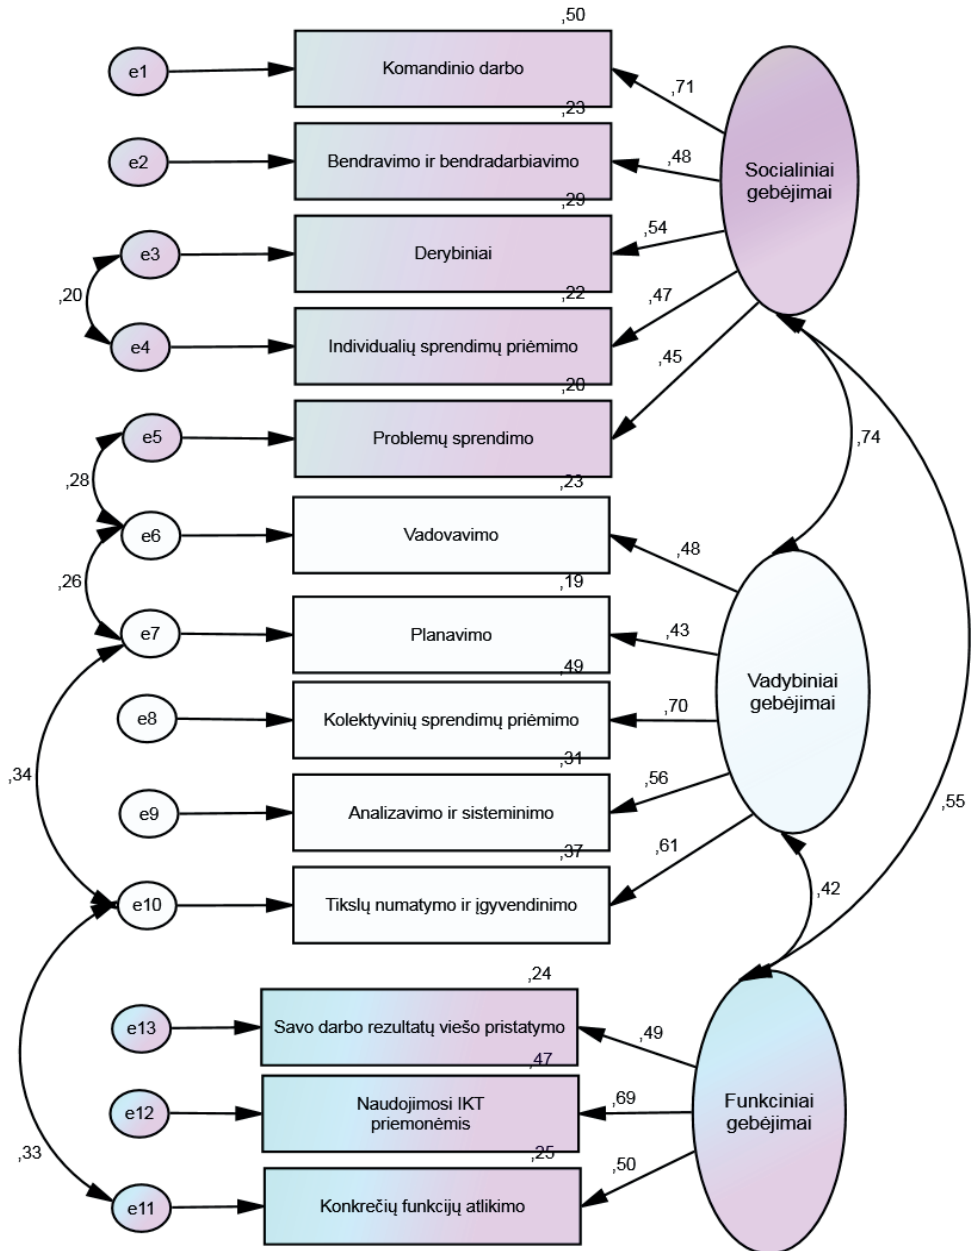 ,50
e1
Komandinio darbo
,71
,23
e2
Bendravimo ir bendradarbiavimo
,48
Socialiniai
gebėjimai
,29
e3
Derybiniai
,54
,20
,22
e4
Individualių sprendimų priėmimo
,47
,20
e5
Problemų sprendimo
,45
,74
,28
,23
e6
Vadovavimo
,48
,26
,19
e7
Planavimo
,43
,49
e8
Kolektyvinių sprendimų priėmimo
,70
Vadybiniai
gebėjimai
,34
,31
e9
Analizavimo ir sisteminimo
,56
,55
,37
e10
Tikslų numatymo ir įgyvendinimo
,61
,42
,24
e13
Savo darbo rezultatų viešo pristatymo
,49
,47
e12
Naudojimosi IKT
priemonėmis
,69
Funkciniai
gebėjimai
,33
,25
e11
Konkrečių funkcijų atlikimo
,50